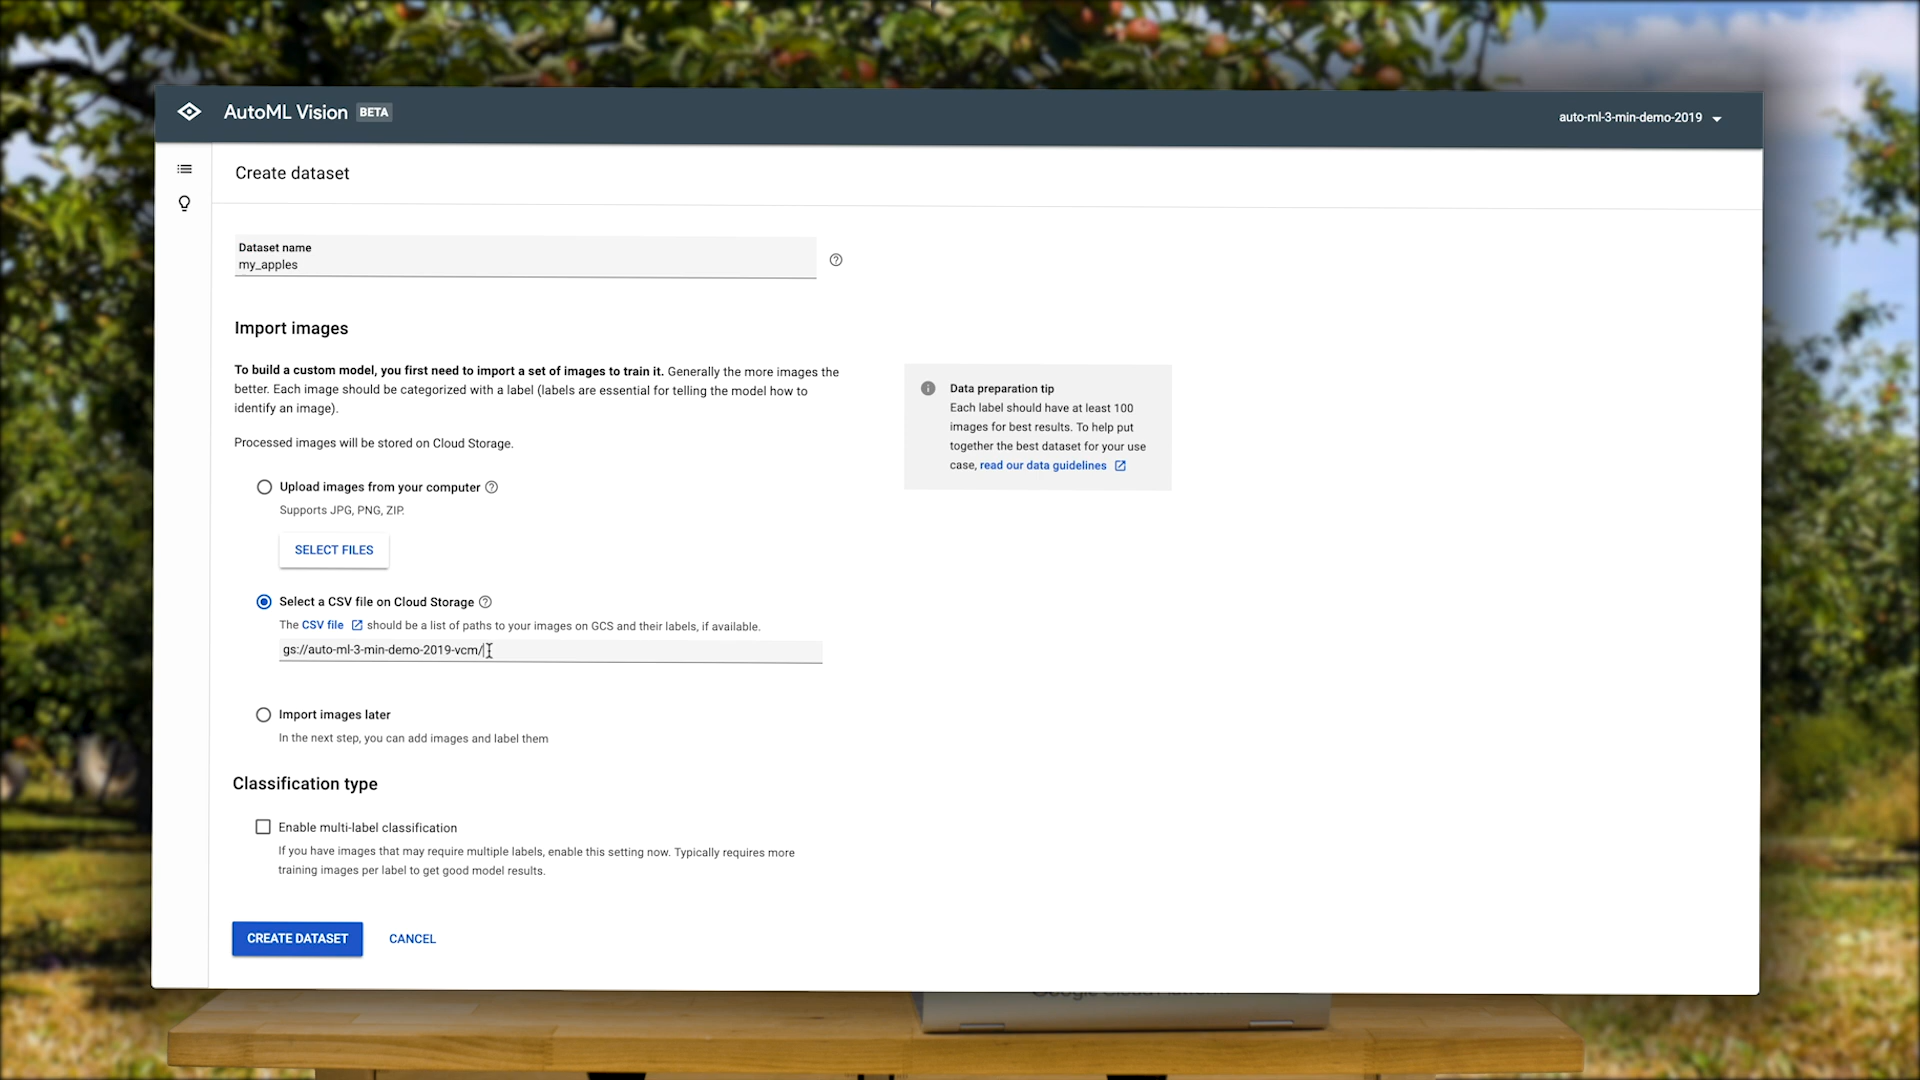 AutoML Vision BETA
auto-ml-3-min-demo-2019
Create dataset
Dataset name
my_apples
Import images
To build a custom model, you first need to import a set of images to train it. Generally the more images the
better. Each image should be categorized with a label (labels are essential for telling the model how to
identify an image).
Processed images will be stored on Cloud Storage.
Data preparation tip
Each label should have at least 100
images for best results. To help put
together the best dataset for your use
case, read our data guidelines
Upload images from your computer
Supports JPG, PNG, ZIP.
SELECT FILES
Select a CSV file on Cloud Storage
The CSV file should be a list of paths to your images on GCS and their labels, if available.
gs://auto-ml-3-min-demo-2019-vcm/
Import images later
In the next step, you can add images and label them
Classification type
Enable multi-label classification
If you have images that may require multiple labels, enable this setting now. Typically requires more
training images per label to get good model results.
CREATE DATASET
CANCEL